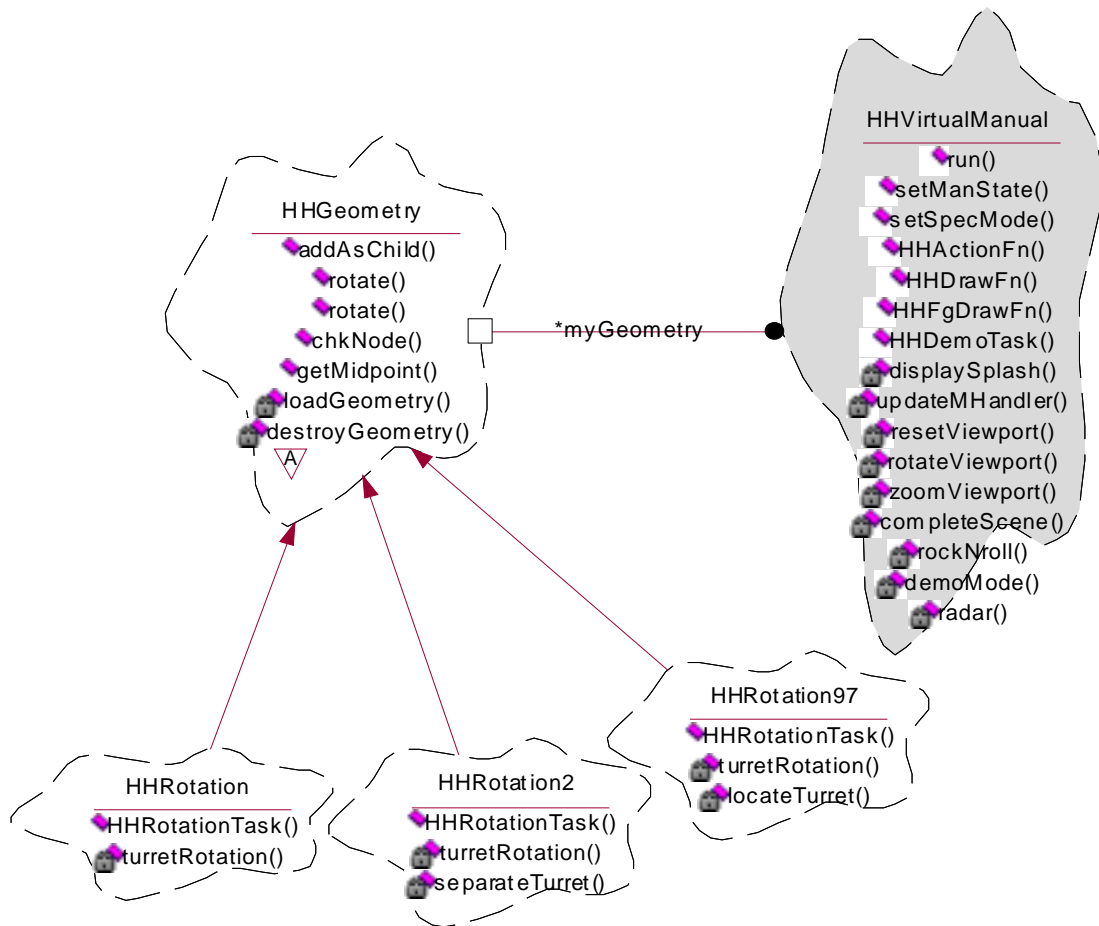 HHVirtualManual
run()
setManState()
setSpecMode()
HHActionFn()
HHDrawFn()
HHFgDrawFn()
HHDemoTask()
displaySplash()
updateMHandler()
resetViewport()
rotateViewport()
zoomViewport()
completeScene()
rockNroll()
demoMode()
radar()
HHGeometry
addAsChild()
rotate()
rotate()
chkNode()
getMidpoint()
loadGeometry()
destroyGeometry()
A
*myGeometry
HHRotation97
HHRotationTask()
turretRotation()
locateTurret()
HHRotation
HHRotationTask()
turretRotation()
HHRotation2
HHRotationTask()
turretRotation()
separateTurret()